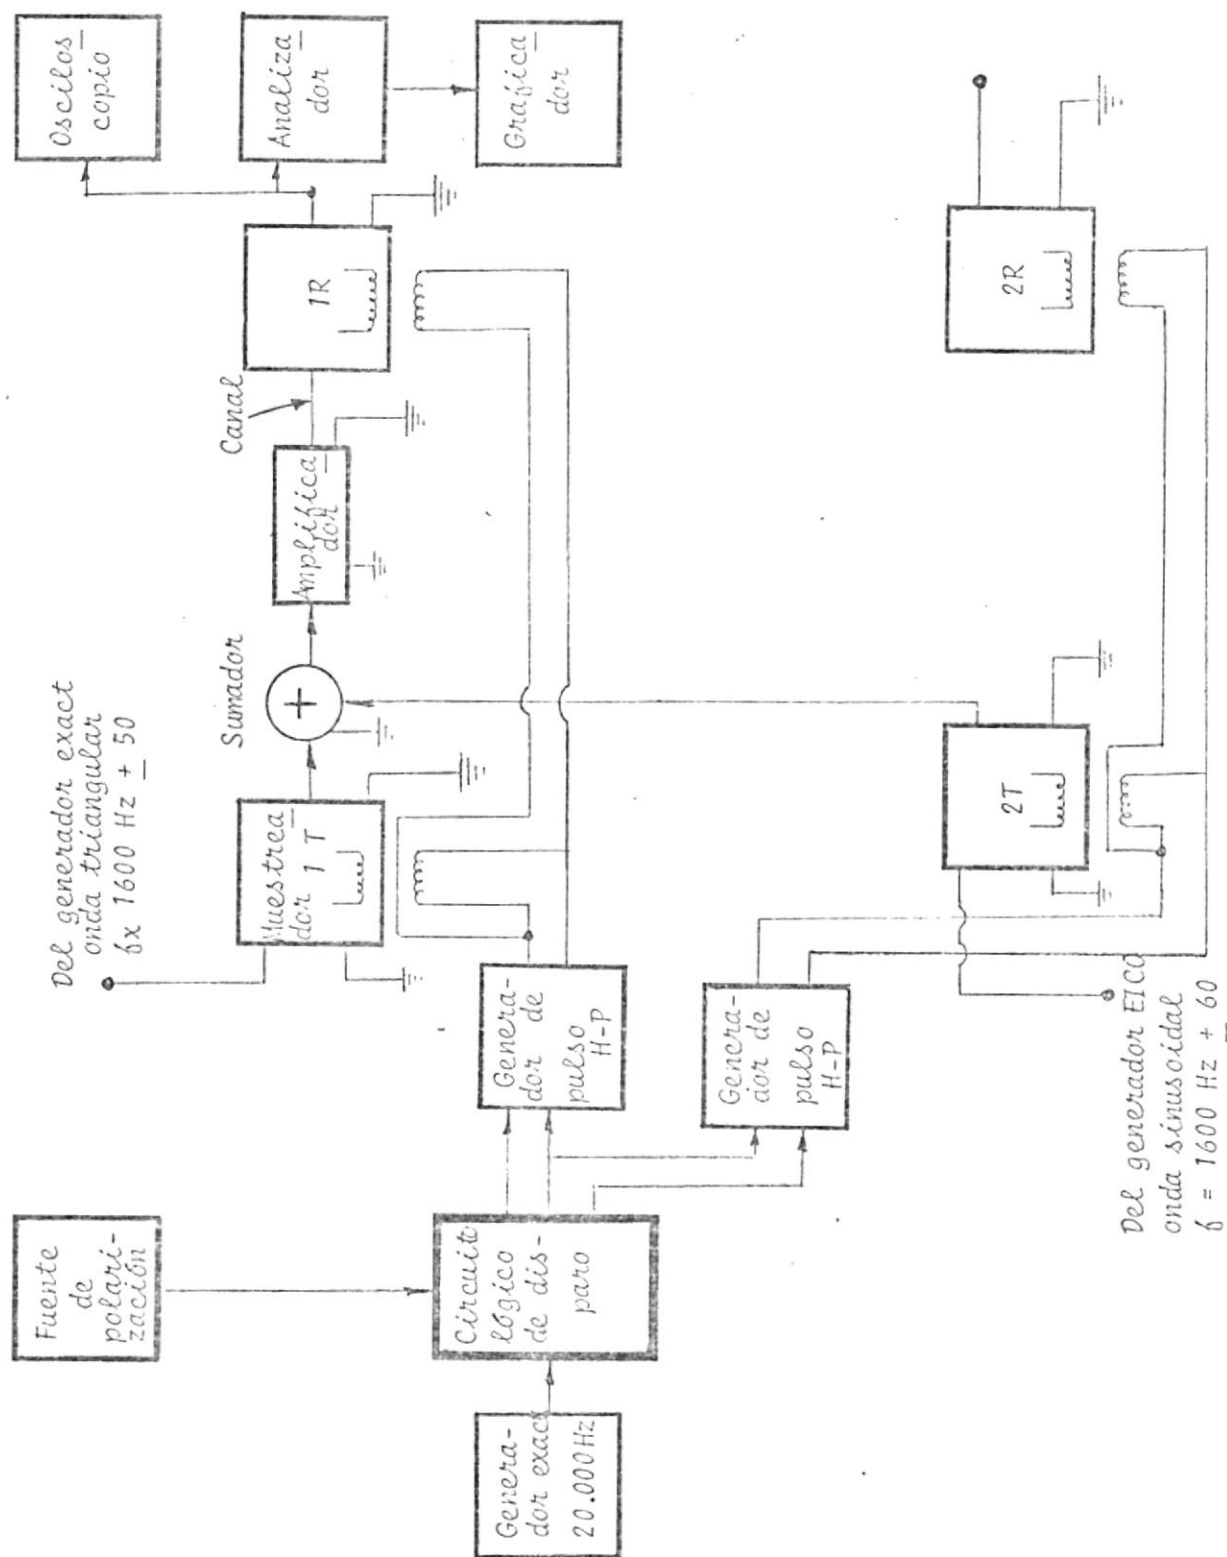 Oscilos_
copio
Analiza_
dor
Grafica_
dor
1R
Canal
Amplifica_
dor
Sumador
+
Del generador exact
onda triangular
fx 1600 Hz ± 50
Muestrea_
dor 1 T
Genera-
dor de
pulso
H-P
Fuente
de
polari-
zación
Circuito
lógico
de dis-
paro
Genera-
dor exact
20.000Hz
2R
2T
Genera-
dor de
pulso
H-P
Del generador EICO
onda sinusoidal
f = 1600 Hz ± 60